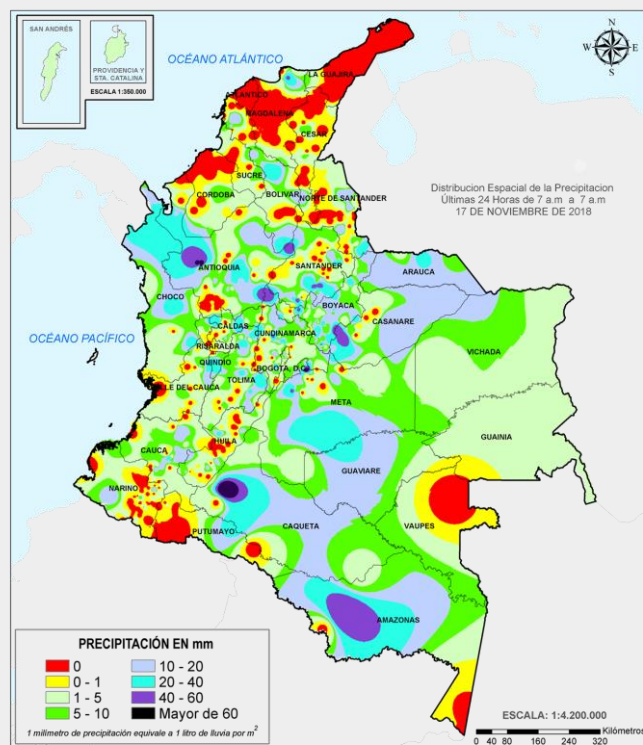 SAN ANDRÉS
PROVIDENCIA Y
STA. CATALINA
ESCALA 1:350.000
OCÉANO ATLÁNTICO
N
W E
S
LA GUAJIRA
ATLANTICO
MAGDALENA
CESAR
SUCRE
CORDOBA
BOLIVAR
NORTE DE SANTANDER
Distribucion Espacial de la Precipitacion
Últimas 24 Horas de 7 a.m a 7 a.m
17 DE NOVIEMBRE DE 2018
ANTIOQUIA
SANTANDER
ARAUCA
CHOCO
BOYACA
CASANARE
OCÉANO PACÍFICO
CALDAS
CUNDINAMARCA
VICHADA
RISARALDA
QUINDIO
BOGOTA, D.C.
TOLIMA
VALLE DEL CAUCA
META
GUAINIA
HUILA
CAUCA
GUAVIARE
NARIÑO
CAQUETA
VAUPES
PUTUMAYO
AMAZONAS
PRECIPITACIÓN EN mm
0
0 - 1
1 - 5
5 - 10
10 - 20
20 - 40
40 - 60
Mayor de 60
1 milimetro de precipitación equivale a 1 litro de lluvia por m²
ESCALA: 1:4.200.000
Kilómetros
0 40 80 160 240 320